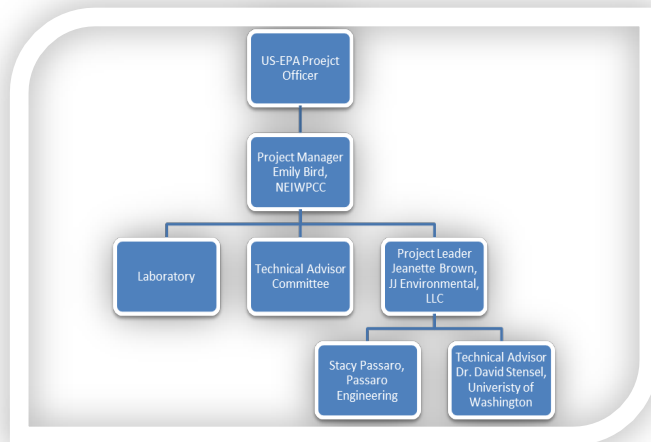 US-EPA Proejct
Officer
Project Manager
Emily Bird,
NEIWPCC
Laboratory
Technical Advisor
Committee
Project Leader
Jeanette Brown,
JJ Environmental,
LLC
Stacy Passaro,
Passaro
Engineering
Technical Advisor
Dr. David Stensel,
Univeristy of
Washington